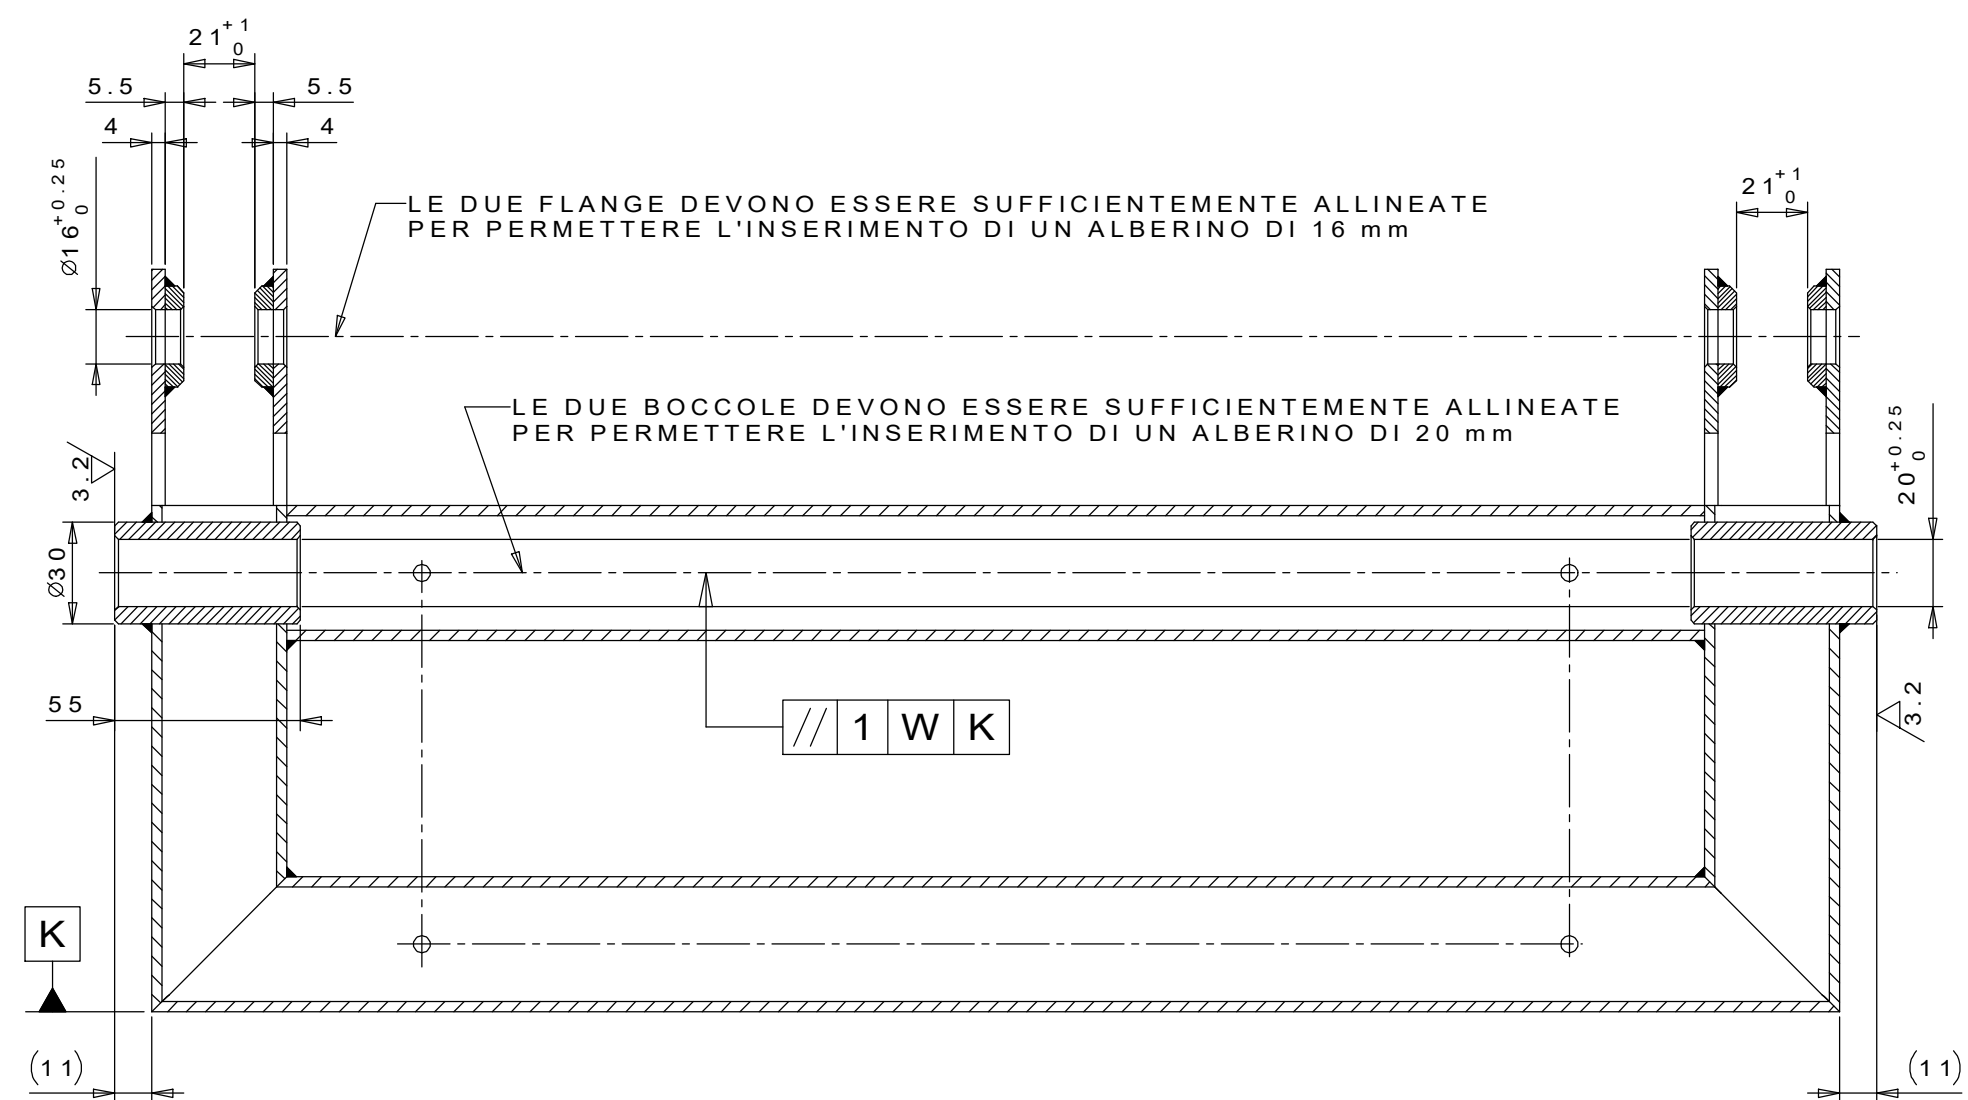 21 +1 0
5.5 5.5
4 4
Ø16 +0.25 0
LE DUE FLANGE DEVONO ESSERE SUFFICIENTEMENTE ALLINEATE
PER PERMETTERE L'INSERIMENTO DI UN ALBERINO DI 16 mm
21 +1 0
LE DUE BOCCOLE DEVONO ESSERE SUFFICIENTEMENTE ALLINEATE
PER PERMETTERE L'INSERIMENTO DI UN ALBERINO DI 20 mm
20 +0.25 0
3.2
Ø30
55
// 1 W K
3.2
K
(11) (11)